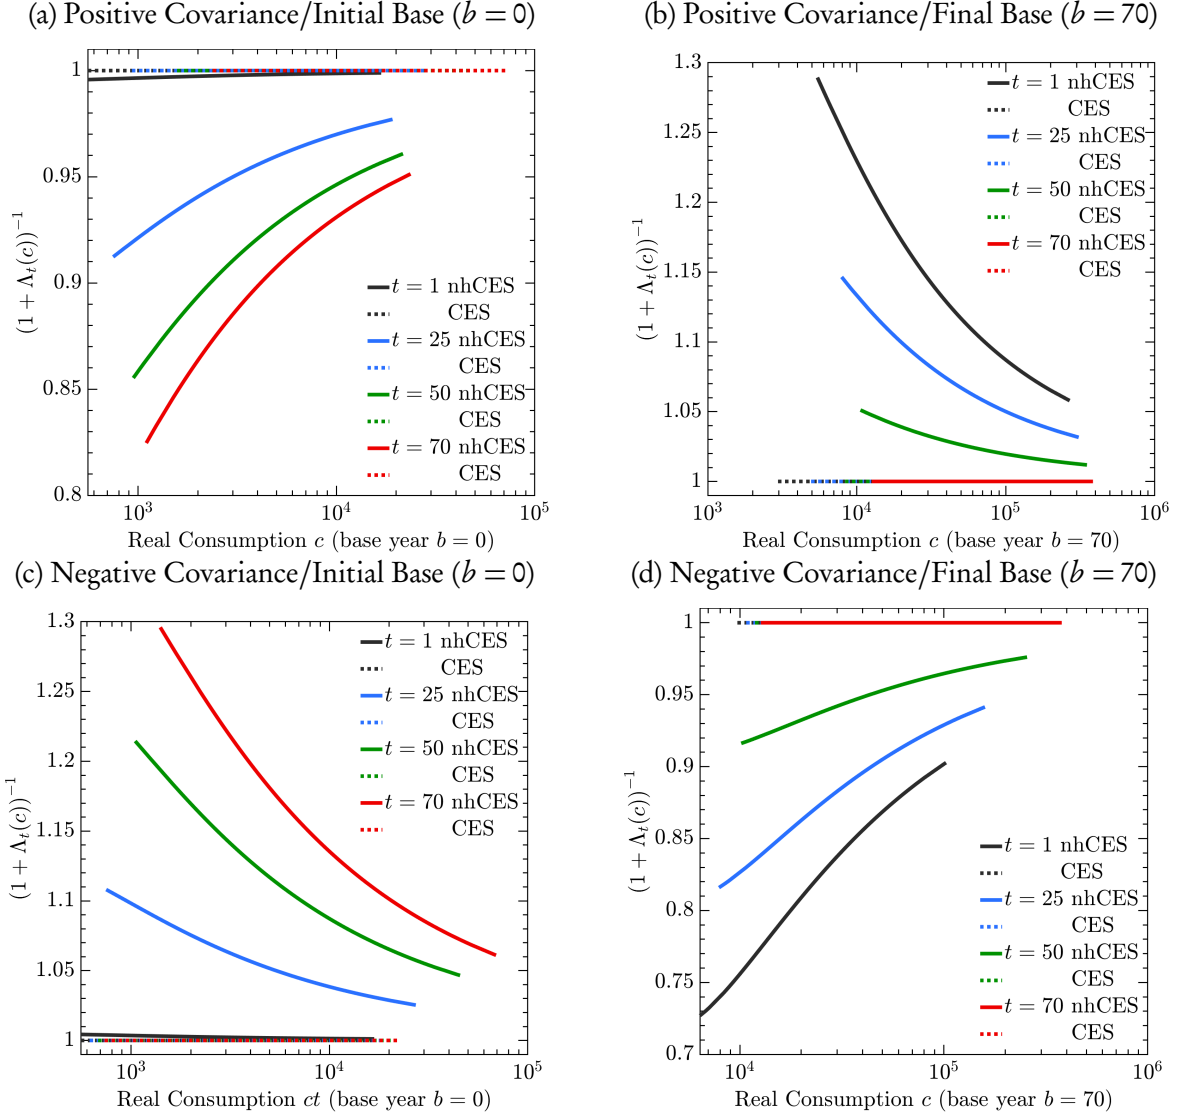 (a) Positive Covariance/Initial Base (b = 0)
1
0.95
0.9
0.85
0.8
(1 + Λ_t(c))^{-1}
t = 1 nhCES
CES
t = 25 nhCES
CES
t = 50 nhCES
CES
t = 70 nhCES
CES
10^3
10^4
10^5
Real Consumption c (base year b = 0)
(b) Positive Covariance/Final Base (b = 70)
1.3
1.25
1.2
1.15
1.1
1.05
1
(1 + Λ_t(c))^{-1}
t = 1 nhCES
CES
t = 25 nhCES
CES
t = 50 nhCES
CES
t = 70 nhCES
CES
10^3
10^4
10^5
10^6
Real Consumption c (base year b = 70)
(c) Negative Covariance/Initial Base (b = 0)
1.3
1.25
1.2
1.15
1.1
1.05
1
(1 + Λ_t(c))^{-1}
t = 1 nhCES
CES
t = 25 nhCES
CES
t = 50 nhCES
CES
t = 70 nhCES
CES
10^3
10^4
10^5
Real Consumption ct (base year b = 0)
(d) Negative Covariance/Final Base (b = 70)
1
0.95
0.9
0.85
0.8
0.75
0.7
(1 + Λ_t(c))^{-1}
t = 1 nhCES
CES
t = 25 nhCES
CES
t = 50 nhCES
CES
t = 70 nhCES
CES
10^4
10^5
10^6
Real Consumption c (base year b = 70)